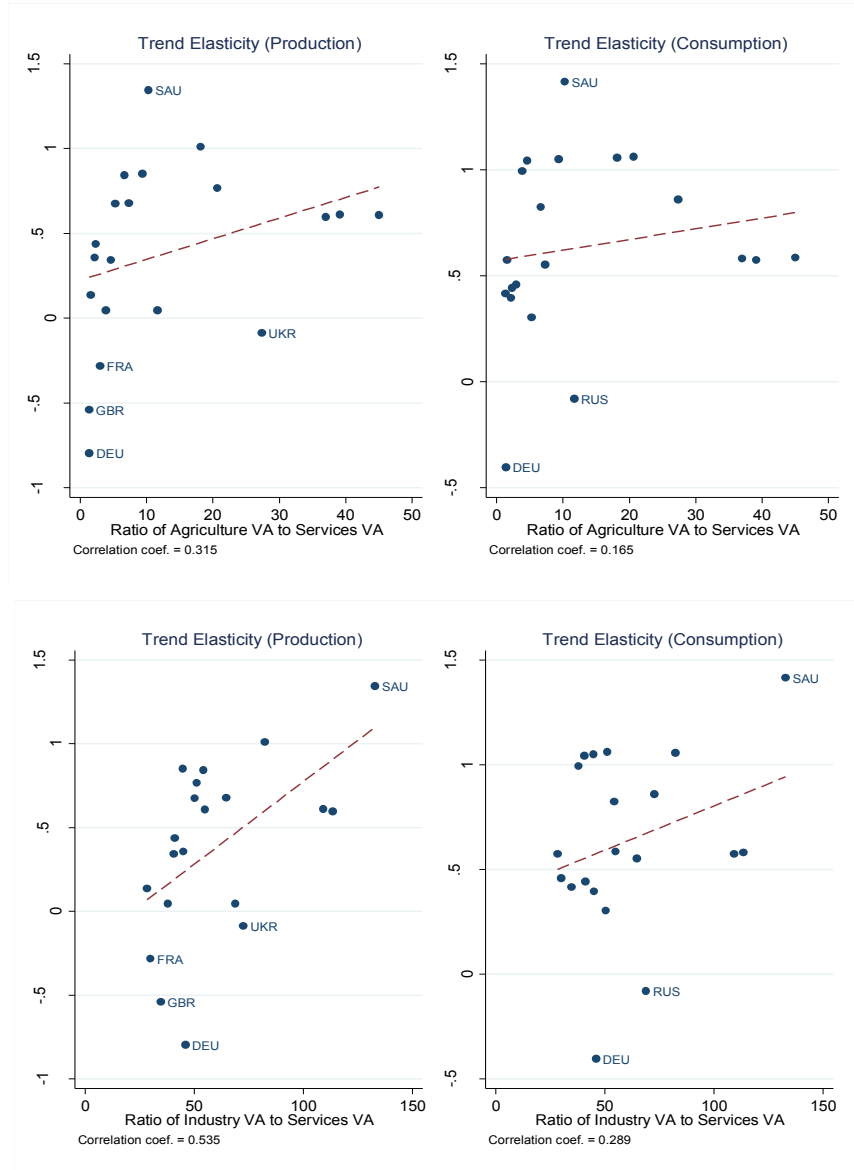 Trend Elasticity (Production)
1.5
1
.5
0
-.5
-1
SAU
UKR
FRA
GBR
DEU
0 10 20 30 40 50
Ratio of Agriculture VA to Services VA
Correlation coef. = 0.315
Trend Elasticity (Consumption)
1.5
1
.5
0
-.5
SAU
RUS
DEU
0 10 20 30 40 50
Ratio of Agriculture VA to Services VA
Correlation coef. = 0.165
Trend Elasticity (Production)
1.5
1
.5
0
-.5
-1
SAU
UKR
FRA
GBR
DEU
0 50 100 150
Ratio of Industry VA to Services VA
Correlation coef. = 0.535
Trend Elasticity (Consumption)
1.5
1
.5
0
-.5
SAU
RUS
DEU
0 50 100 150
Ratio of Industry VA to Services VA
Correlation coef. = 0.289